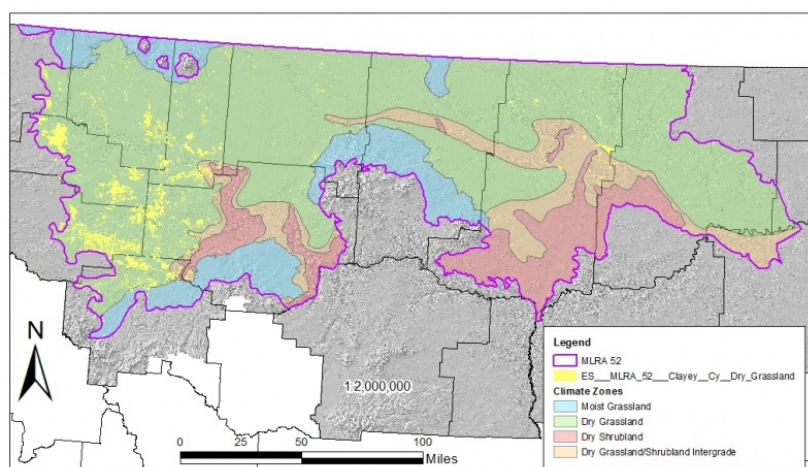 N
1:2,000,000
0 25 50 100
Miles
Legend
MLRA 52
ES___MLRA_52___Clayey__Cy__Dry_Grassland
Climate Zones
Moist Grassland
Dry Grassland
Dry Shrubland
Dry Grassland/Shrubland Intergrade